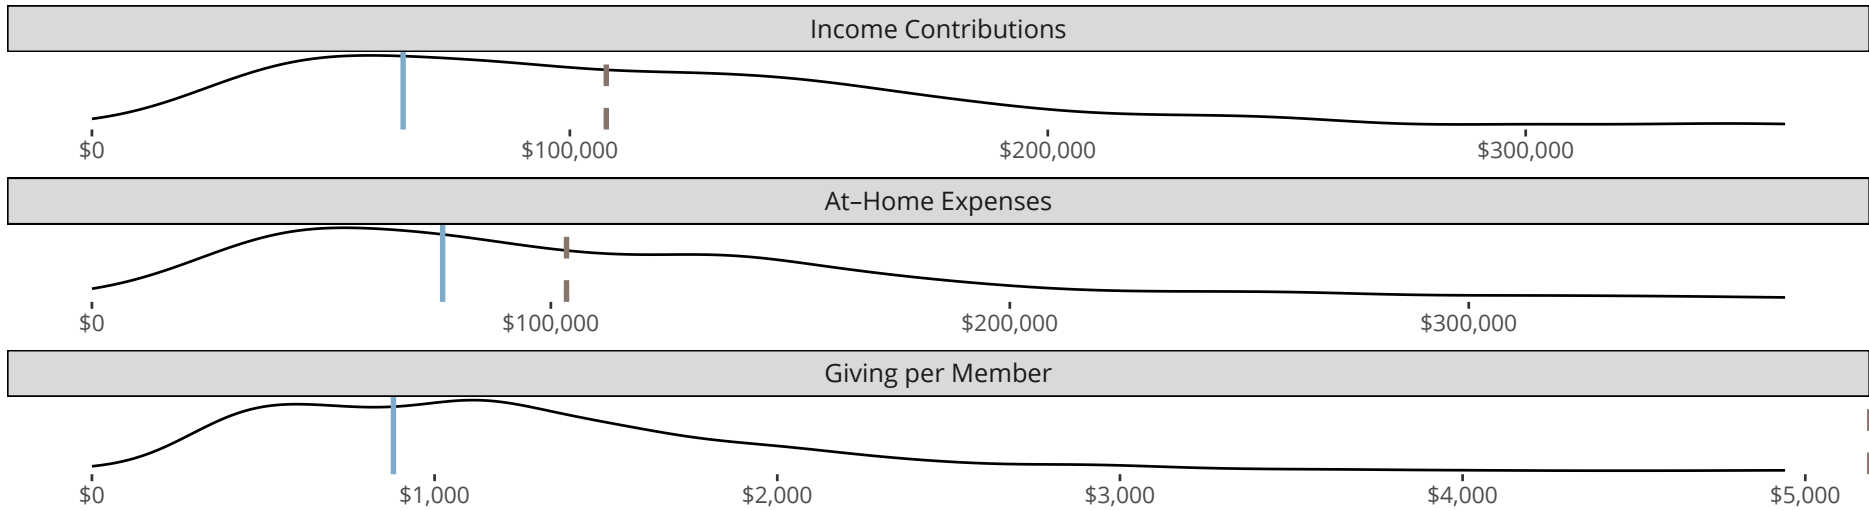 Income Contributions
$0 $100,000 $200,000 $300,000
At–Home Expenses
$0 $100,000 $200,000 $300,000
Giving per Member
$0 $1,000 $2,000 $3,000 $4,000 $5,000